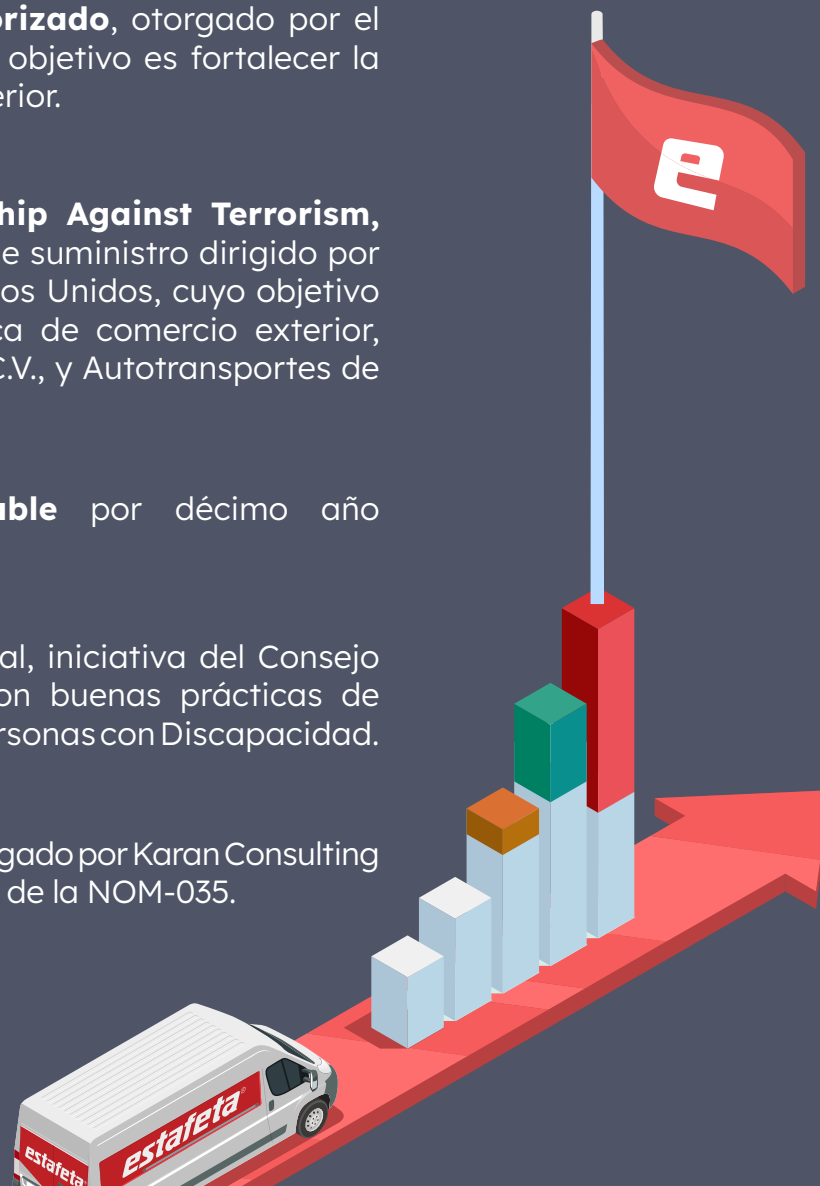 orizado, otorgado por el
objetivo es fortalecer la
erior.
hip Against Terrorism,
e suministro dirigido por
os Unidos, cuyo objetivo
ca de comercio exterior,
C.V., y Autotransportes de
able por décimo año
al, iniciativa del Consejo
on buenas prácticas de
ersonas con Discapacidad.
gado por Karan Consulting
de la NOM-035.
e
estafeta®
estafeta